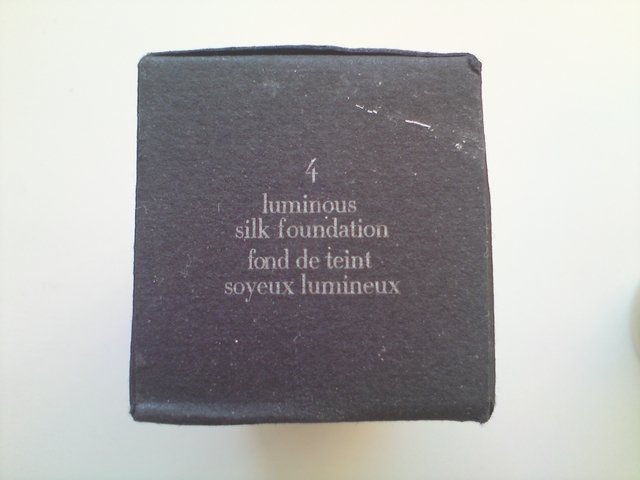 4
luminous
silk foundation
fond de teint
soyeux lumineux